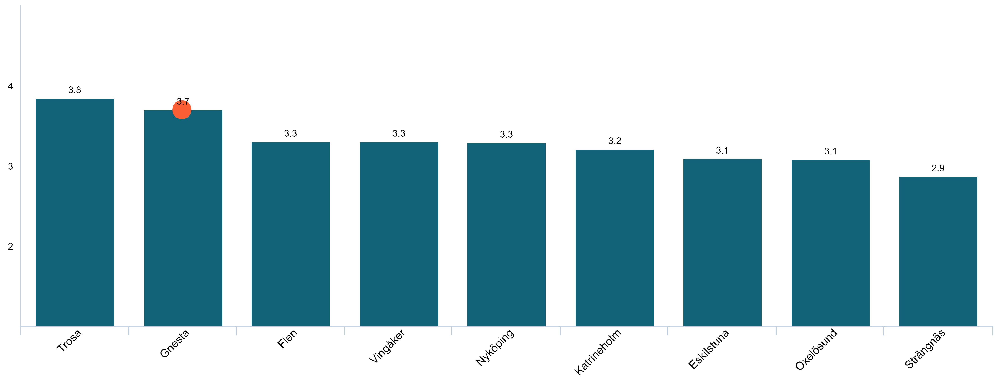 4
3
2
3.8
3.7
3.3
3.3
3.3
3.2
3.1
3.1
2.9
Trosa
Gnesta
Flen
Vingåker
Nyköping
Katrineholm
Eskilstuna
Oxelösund
Strängnäs